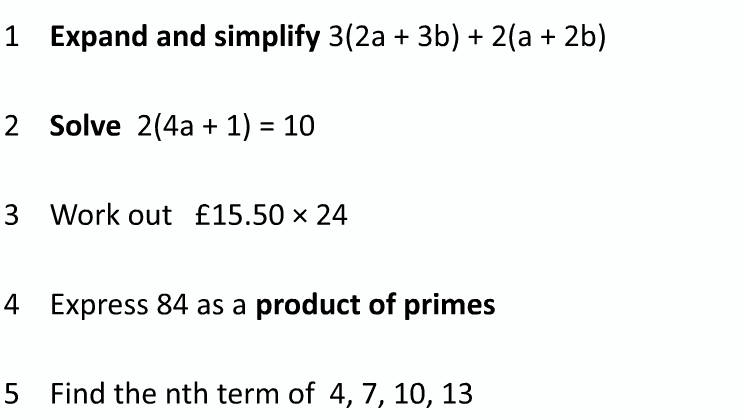 1 Expand and simplify 3(2a + 3b) + 2(a + 2b)
2 Solve 2(4a + 1) = 10
3 Work out £15.50 × 24
4 Express 84 as a product of primes
5 Find the nth term of 4, 7, 10, 13